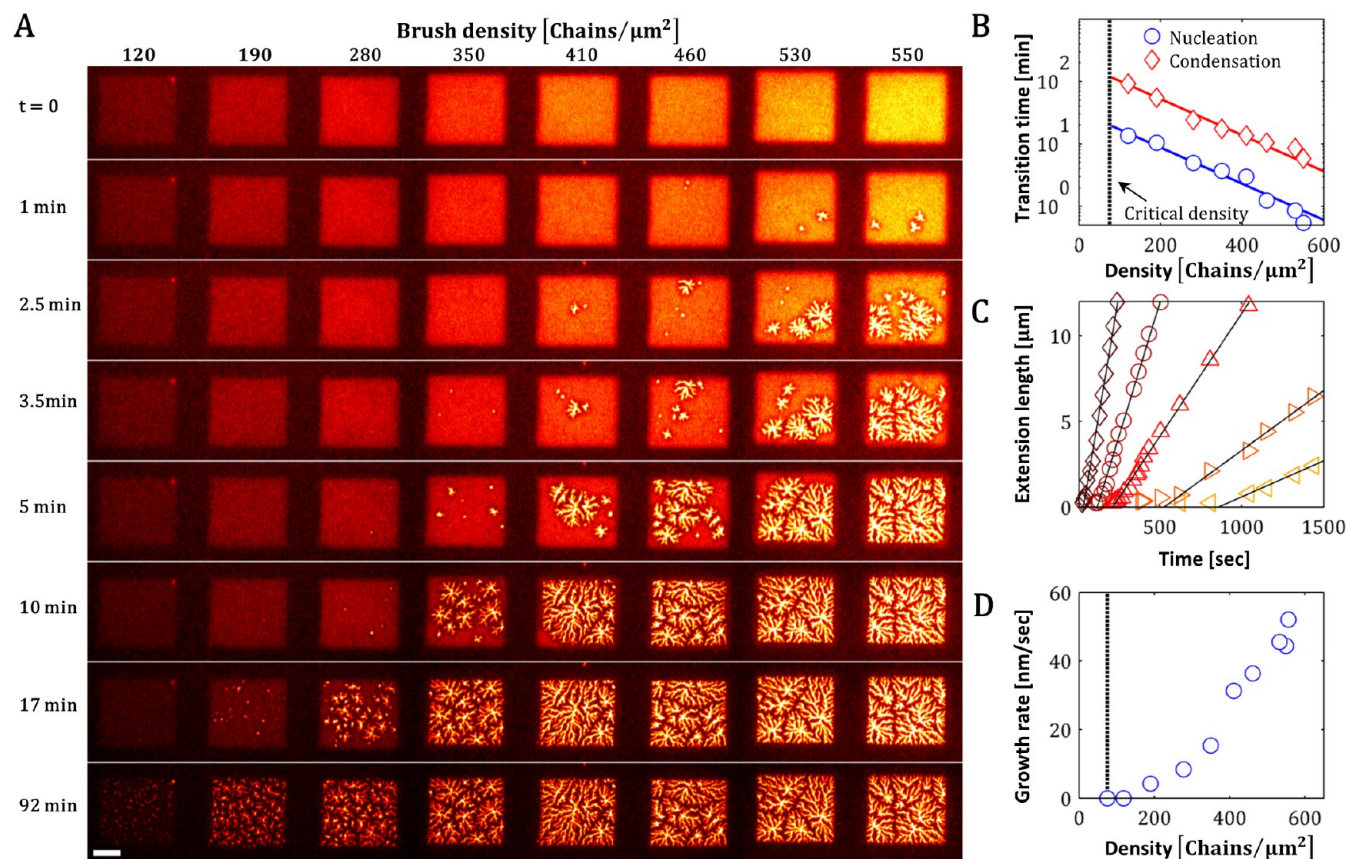 A
Brush density [Chains/μm²]
120 190 280 350 410 460 530 550
t = 0
1 min
2.5 min
3.5min
5 min
10 min
17 min
92 min
B
Transition time [min]
2
10
1
10
0
10
Nucleation
Condensation
Critical density
0 200 400 600
Density [Chains/μm²]
C
Extension length [μm]
10
5
0
500 1000 1500
Time [sec]
D
Growth rate [nm/sec]
60
40
20
0
0 200 400 600
Density [Chains/μm²]